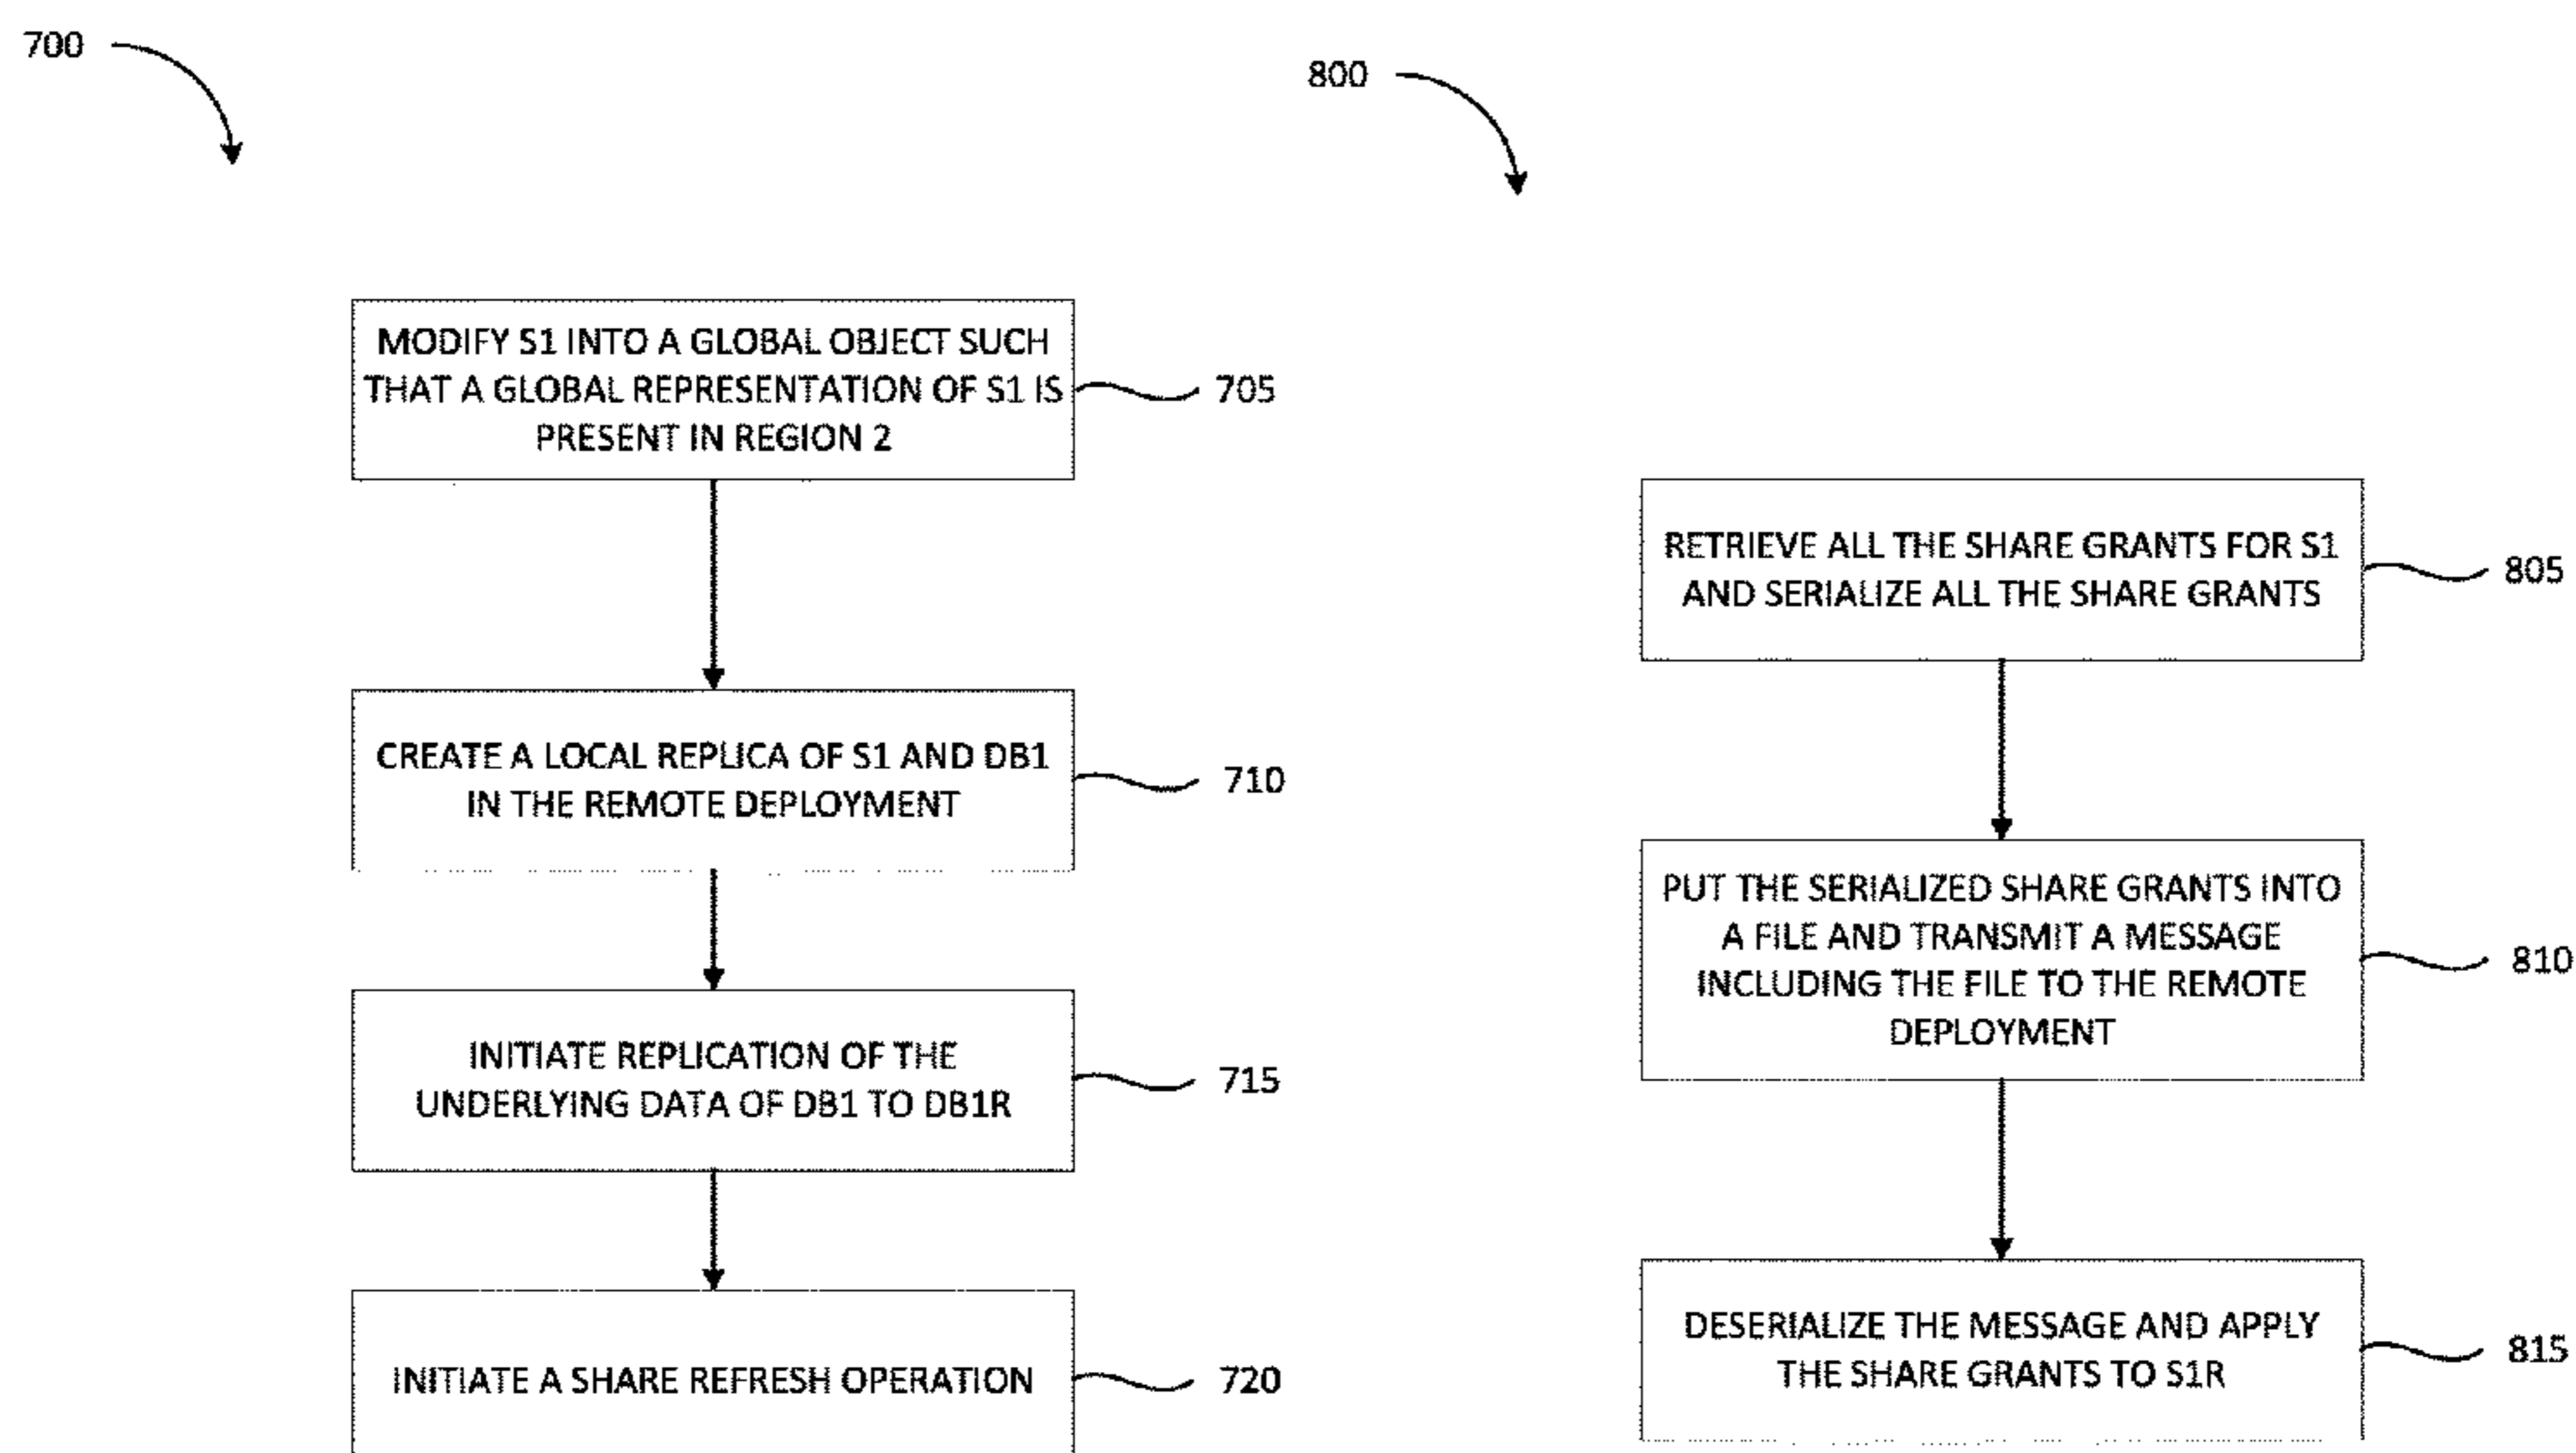 700
MODIFY S1 INTO A GLOBAL OBJECT SUCH
THAT A GLOBAL REPRESENTATION OF S1 IS
PRESENT IN REGION 2
705
CREATE A LOCAL REPLICA OF S1 AND DB1
IN THE REMOTE DEPLOYMENT
710
INITIATE REPLICATION OF THE
UNDERLYING DATA OF DB1 TO DB1R
715
INITIATE A SHARE REFRESH OPERATION
720
800
RETRIEVE ALL THE SHARE GRANTS FOR S1
AND SERIALIZE ALL THE SHARE GRANTS
805
PUT THE SERIALIZED SHARE GRANTS INTO
A FILE AND TRANSMIT A MESSAGE
INCLUDING THE FILE TO THE REMOTE
DEPLOYMENT
810
DESERIALIZE THE MESSAGE AND APPLY
THE SHARE GRANTS TO S1R
815